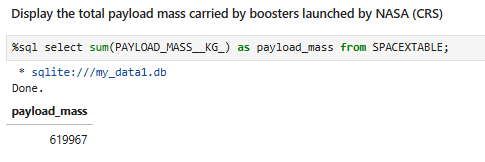 Display the total payload mass carried by boosters launched by NASA (CRS)
%sql select sum(PAYLOAD_MASS__KG_) as payload_mass from SPACEXTABLE;
* sqlite:///my_data1.db
Done.
payload_mass
619967